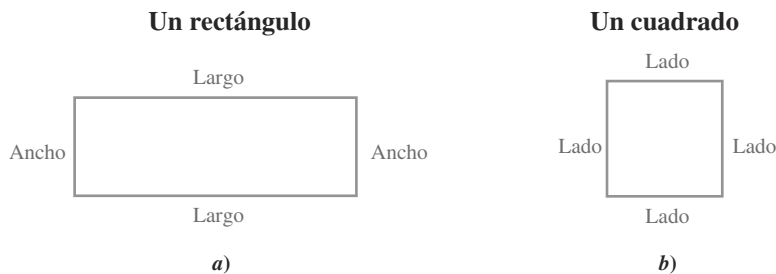 Un rectángulo
Largo
Ancho
Ancho
Largo
a)
Un cuadrado
Lado
Lado
Lado
Lado
b)